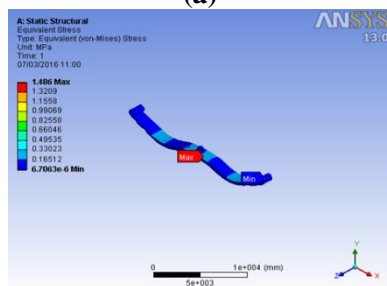 (a)
A: Static Structural
Equivalent Stress
Type: Equivalent (von-Mises) Stress
Unit: MPa
Time: 1
07/03/2016 11:00
ANSYS
13.0
1.486 Max
1.3209
1.1558
0.99069
0.82558
0.66046
0.49535
0.33023
0.16512
6.7063e-6 Min
Max
Min
0
1e+004 (mm)
5e+003
Y
Z
X